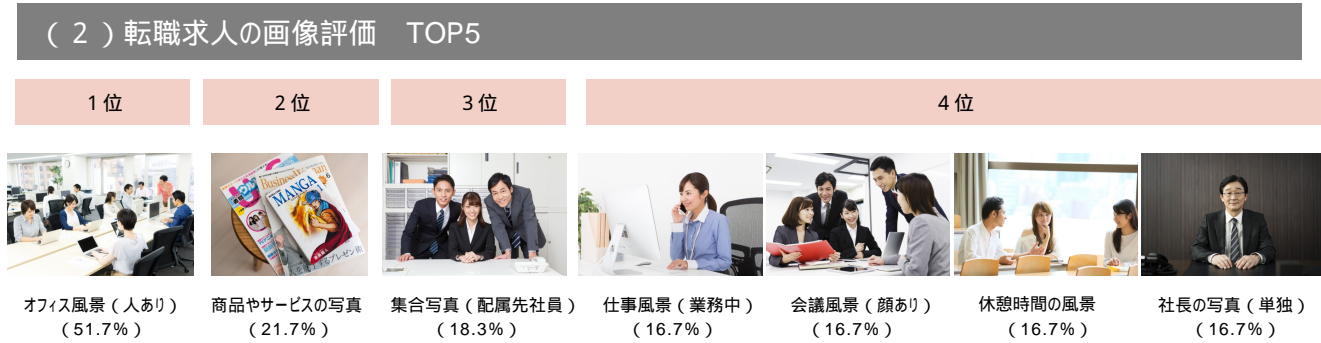 （２）転職求人の画像評価　TOP5
1位
2位
3位
4位
Business
MANGA
オフィス風景（人あり）
（51.7%）
商品やサービスの写真
（21.7%）
集合写真（配属先社員）
（18.3%）
仕事風景（業務中）
（16.7%）
会議風景（顔あり）
（16.7%）
休憩時間の風景
（16.7%）
社長の写真（単独）
（16.7%）